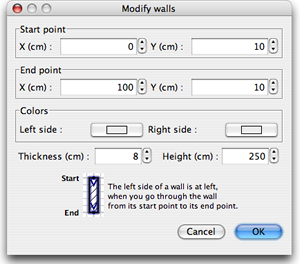 Modify walls
Start point
X (cm) : 0 Y (cm) : 10
End point
X (cm) : 100 Y (cm) : 10
Colors
Left side : Right side :
Thickness (cm) : 8 Height (cm) : 250
Start
The left side of a wall is at left,
when you go through the wall
from its start point to its end point.
End
Cancel OK